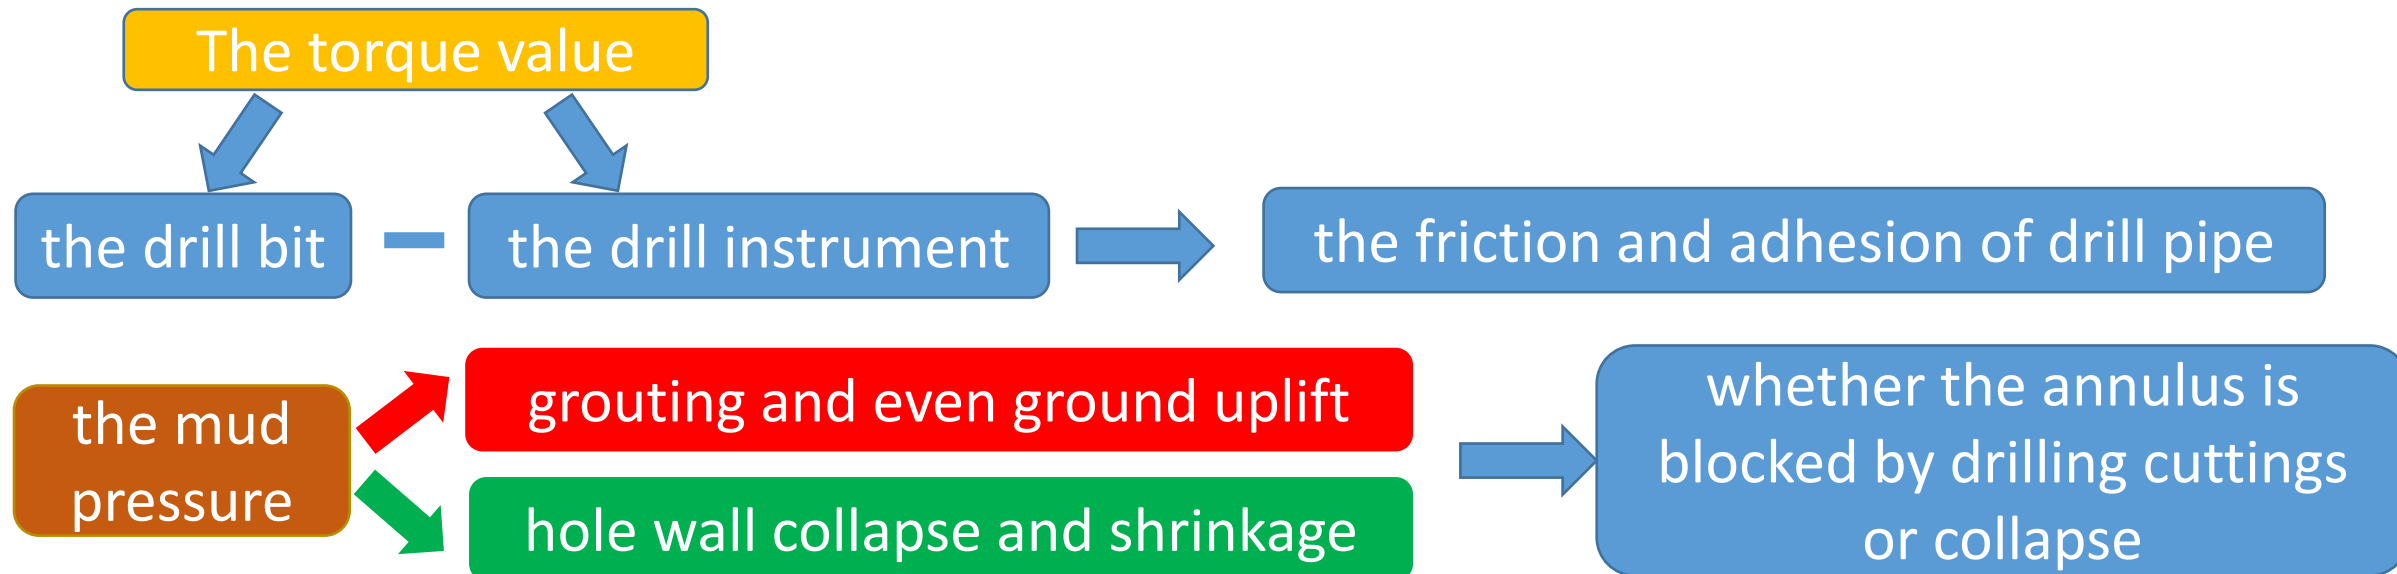 The torque value
the drill bit
the drill instrument
the friction and adhesion of drill pipe
the mud
pressure
grouting and even ground uplift
hole wall collapse and shrinkage
whether the annulus is
blocked by drilling cuttings
or collapse